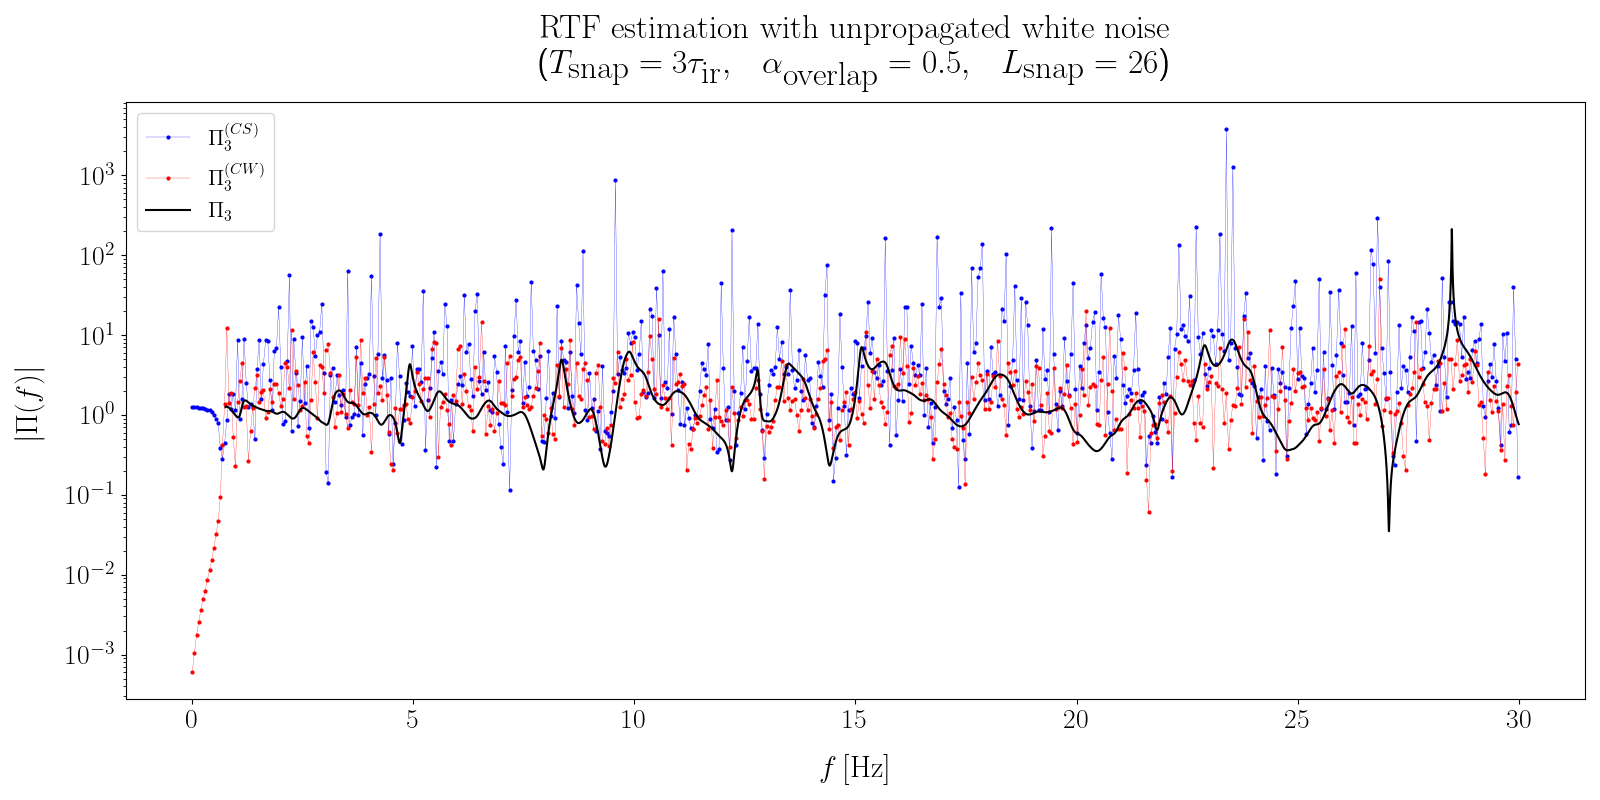 RTF estimation with unpropagated white noise
(T_snap = 3τ_ir, α_overlap = 0.5, L_snap = 26)
Π_3^(CS)
Π_3^(CW)
Π_3
|Π(f)|
10^3
10^2
10^1
10^0
10^−1
10^−2
10^−3
0 5 10 15 20 25 30
f [Hz]